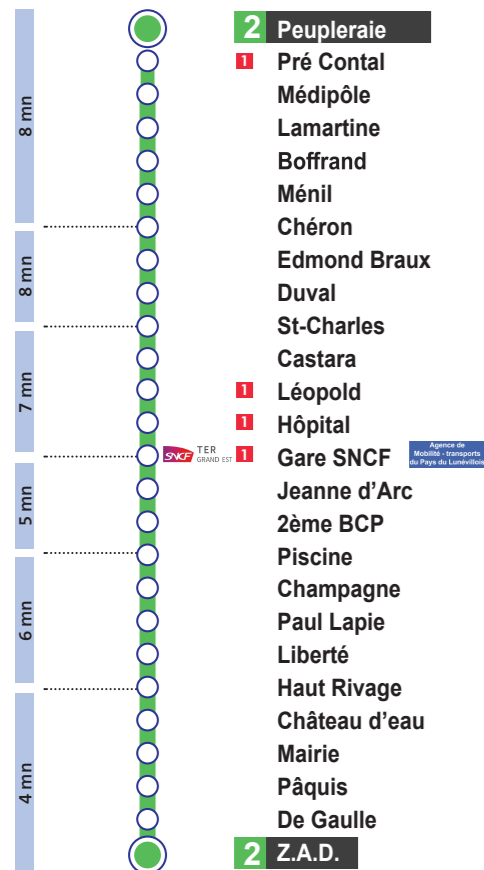 2 Peupleraie
1 Pré Contal
Médipôle
Lamartine
Boffrand
Ménil
8 mn
Chéron
Edmond Braux
Duval
8 mn
St-Charles
Castara
1 Léopold
1 Hôpital
7 mn
SNCF TER GRAND EST 1 Gare SNCF
Agence de
Mobilité - transports
du Pays du Lunévillois
Jeanne d'Arc
2ème BCP
5 mn
Piscine
Champagne
Paul Lapie
Liberté
6 mn
Haut Rivage
Château d'eau
Mairie
Pâquis
De Gaulle
4 mn
2 Z.A.D.